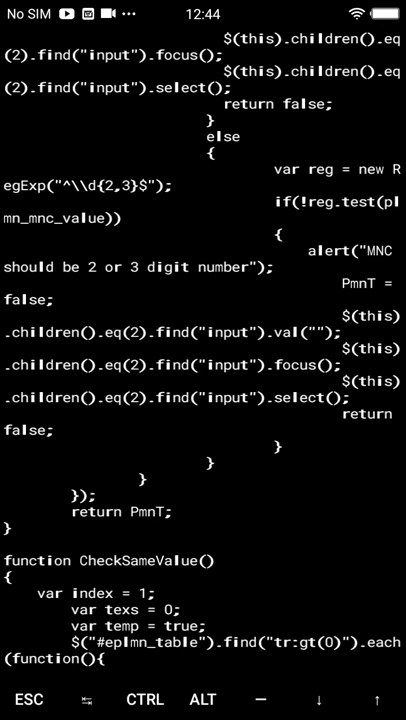 No SIM 12:44
$(this).children().eq
(2).find("input").focus();
$(this).children().eq
(2).find("input").select();
return false;
}
else
{
var reg = new R
egExp("^\\d{2,3}$");
if(!reg.test(pl
mn_mnc_value))
{
alert("MNC
should be 2 or 3 digit number");
PmnT =
false;
$(this)
.children().eq(2).find("input").val("");
$(this)
.children().eq(2).find("input").focus();
$(this)
.children().eq(2).find("input").select();
return
false;
}
}
}
});
return PmnT;
}
function CheckSameValue()
{
var index = 1;
var texs = 0;
var temp = true;
$("#eplmn_table").find("tr:gt(0)").each
(function(){
ESC ↹ CTRL ALT — ↓ ↑